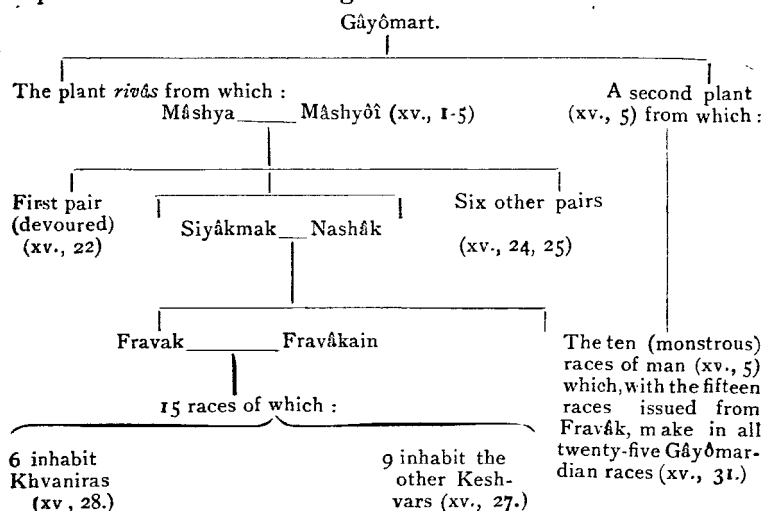 Gâyômart.
The plant rivâs from which :
Mâshya Mâshyôî (xv., 1-5)
A second plant
(xv., 5) from which :
First pair
(devoured)
(xv., 22)
Siyâkmak Nashâk
Six other pairs
(xv., 24, 25)
Fravak Fravâkain
15 races of which :
6 inhabit
Khvaniras
(xv, 28.)
9 inhabit the
other Kesh-
vars (xv., 27.)
The ten (monstrous)
races of man (xv., 5)
which, with the fifteen
races issued from
Fravâk, make in all
twenty-five Gâyômar-
dian races (xv., 31.)